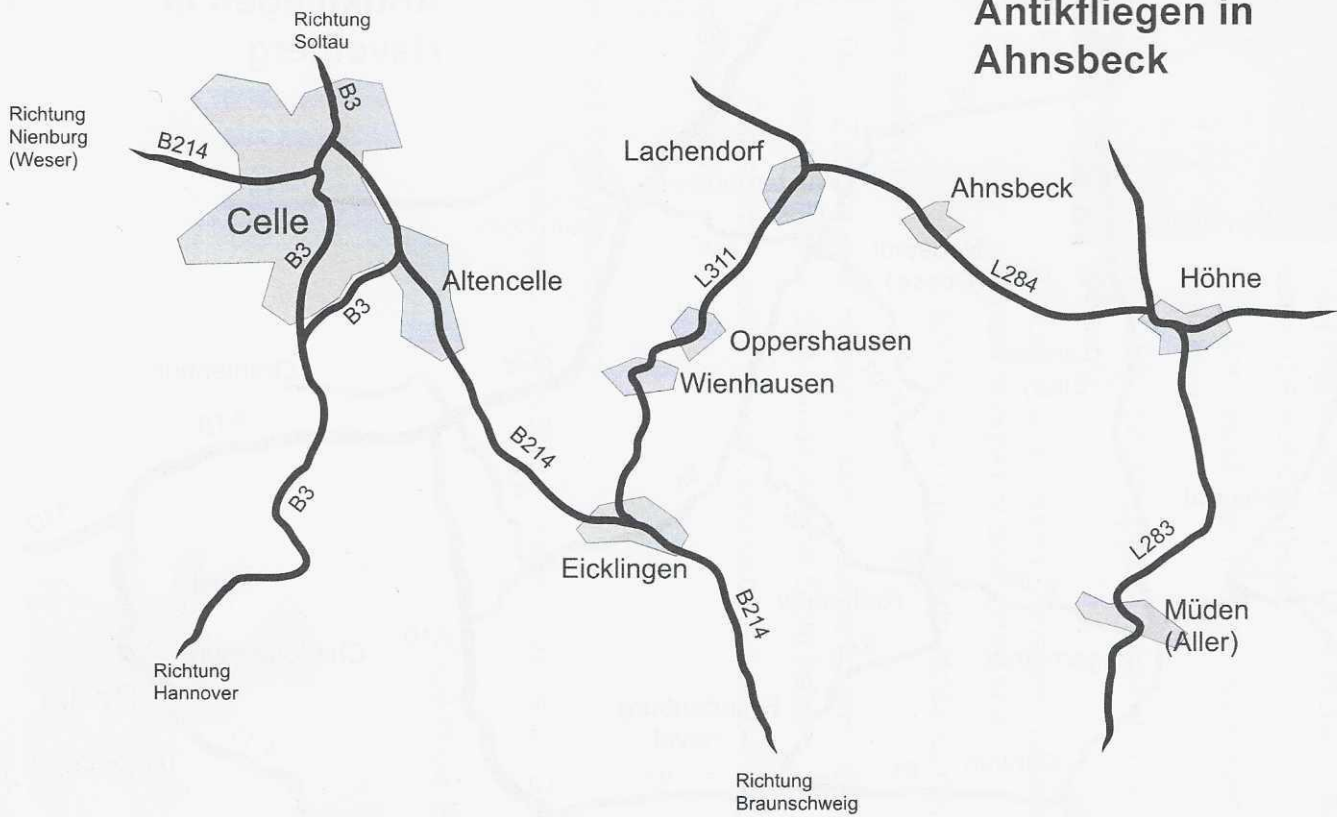 Antikfliegen in
Ahnsbeck
Richtung
Soltau
B3
Richtung
Nienburg
(Weser)
B214
Lachendorf
Ahnsbeck
Celle
B3
L311
L284
Altencelle
Höhne
B3
Oppershausen
Wienhausen
B214
B3
L283
Eicklingen
B214
Müden
(Aller)
Richtung
Hannover
Richtung
Braunschweig